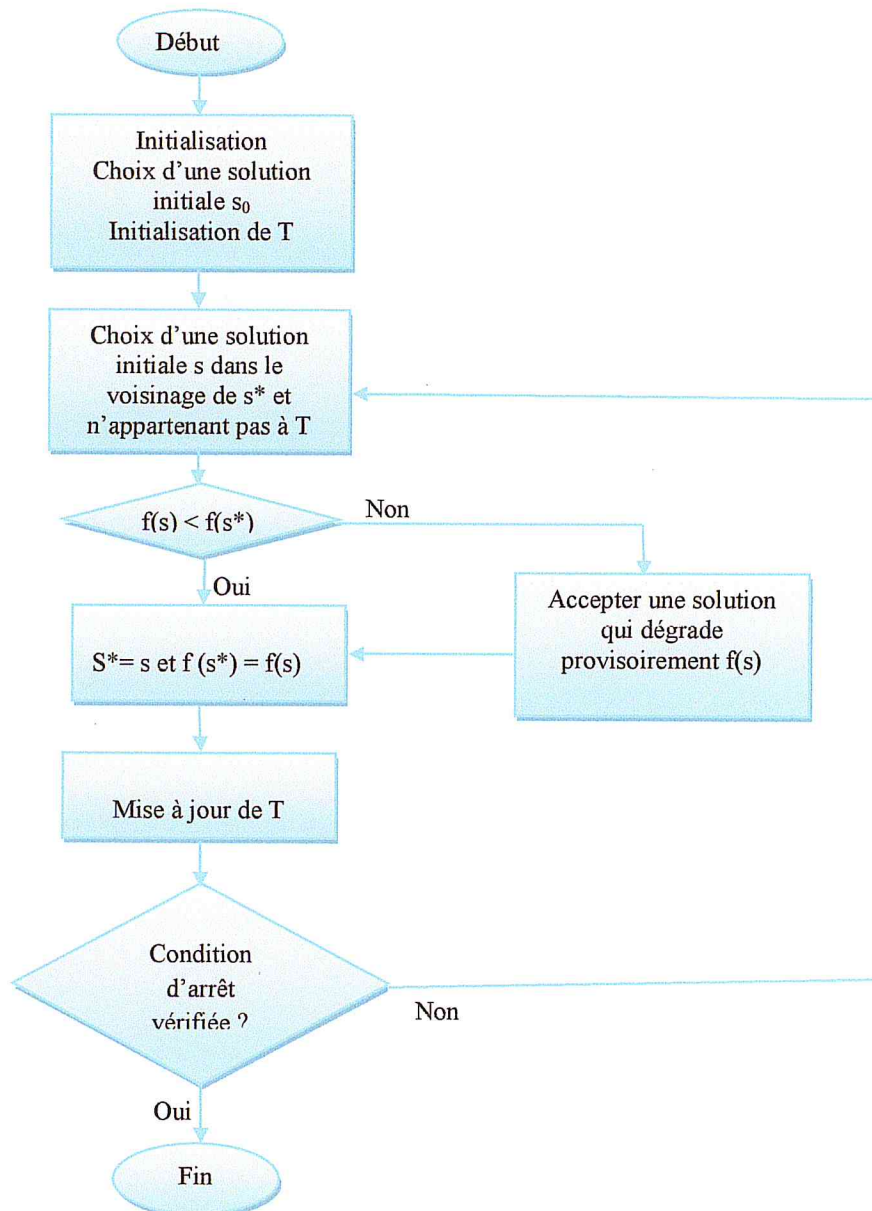 Début
Initialisation
Choix d'une solution
initiale s₀
Initialisation de T
Choix d'une solution
initiale s dans le
voisinage de s* et
n'appartenant pas à T
f(s) < f(s*)
Non
Oui
Accepter une solution
qui dégrade
provisoirement f(s)
S*= s et f (s*) = f(s)
Mise à jour de T
Condition
d'arrêt
vérifiée ?
Non
Oui
Fin